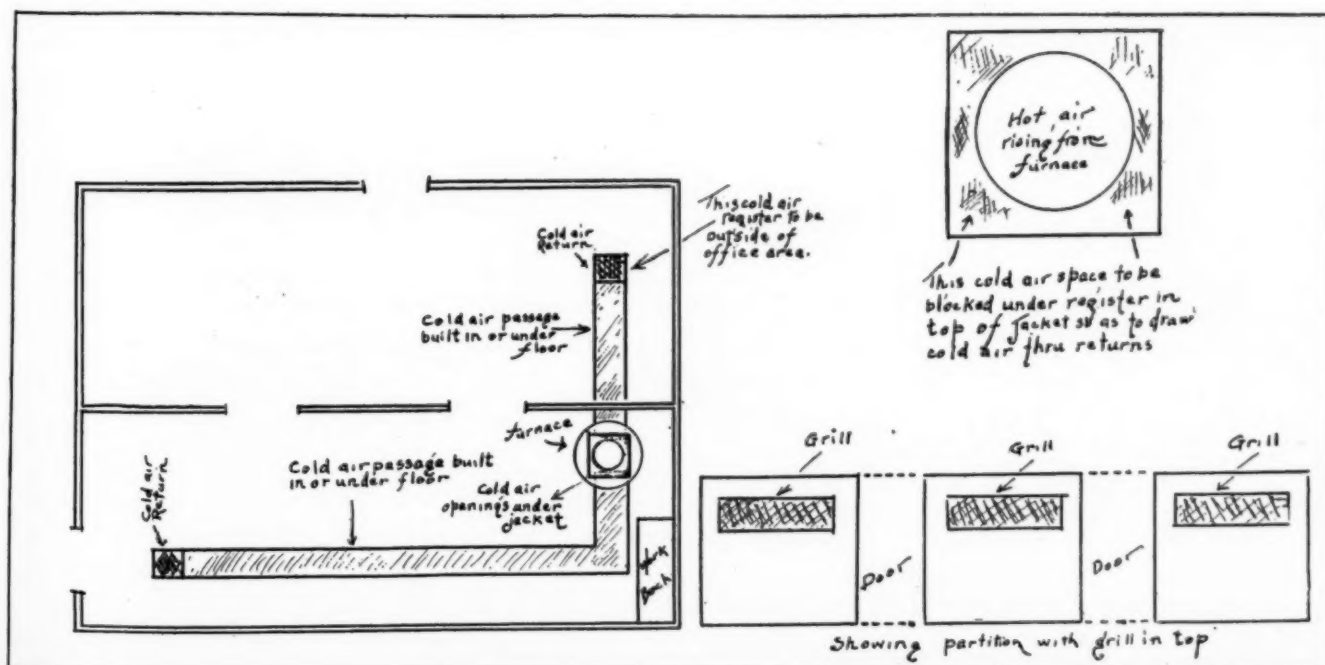 Hot air
rising from
furnace
This cold air
register to be
outside of
office area.
Cold air
Return
Cold air passage
built in or under
floor
This cold air space to be
blocked under register in
top of Jacket so as to draw
cold air thru returns
furnace
Cold air passage built
in or under floor
Cold air
Return
Cold air
openings under
jacket
Work
Bench
Grill
Grill
Grill
Door
Door
Showing partition with grill in top